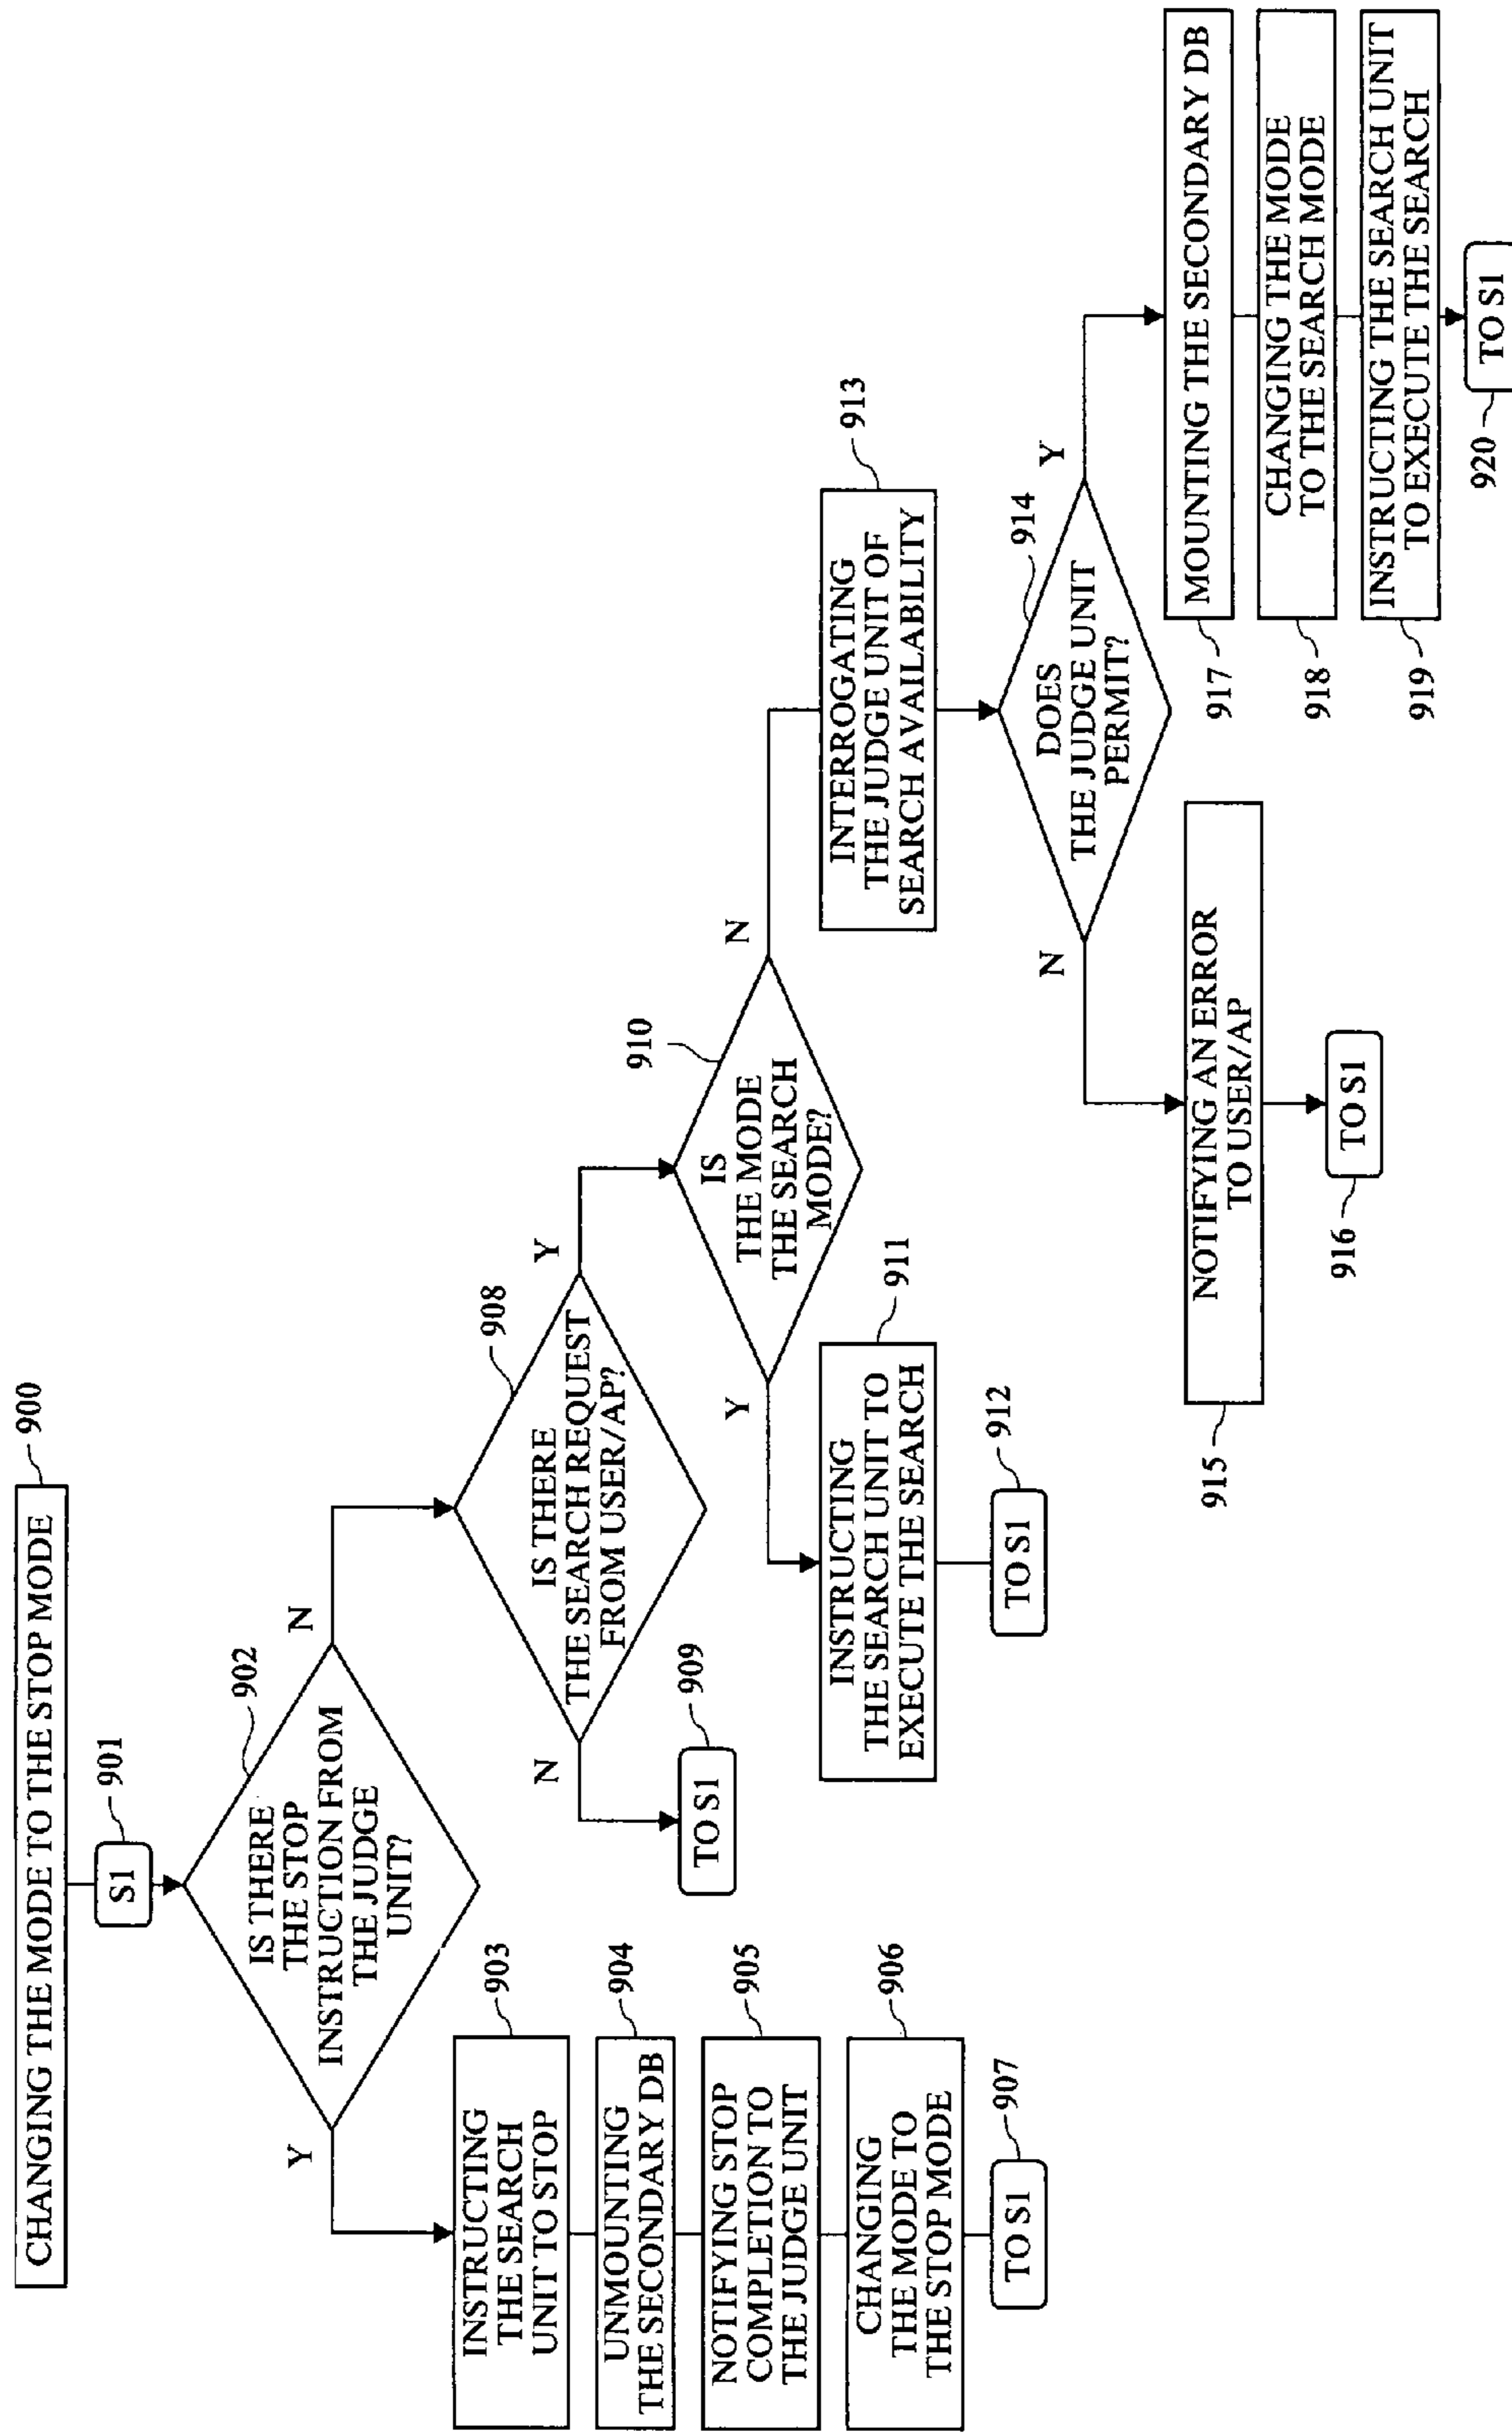 CHANGING THE MODE TO THE STOP MODE
900
S1
901
IS THERE
THE STOP
INSTRUCTION FROM
THE JUDGE
UNIT?
902
Y
N
INSTRUCTING
THE SEARCH
UNIT TO STOP
903
UNMOUNTING
THE SECONDARY DB
904
NOTIFYING STOP
COMPLETION TO
THE JUDGE UNIT
905
CHANGING
THE MODE TO
THE STOP MODE
906
TO S1
907
IS THERE
THE SEARCH REQUEST
FROM USER/AP?
908
N
Y
TO S1
909
IS
THE MODE
THE SEARCH
MODE?
910
Y
N
INSTRUCTING
THE SEARCH UNIT TO
EXECUTE THE SEARCH
911
TO S1
912
INTERROGATING
THE JUDGE UNIT OF
SEARCH AVAILABILITY
913
DOES
THE JUDGE UNIT
PERMIT?
914
N
Y
NOTIFYING AN ERROR
TO USER/AP
915
TO S1
916
MOUNTING THE SECONDARY DB
917
CHANGING THE MODE
TO THE SEARCH MODE
918
INSTRUCTING THE SEARCH UNIT
TO EXECUTE THE SEARCH
919
TO S1
920